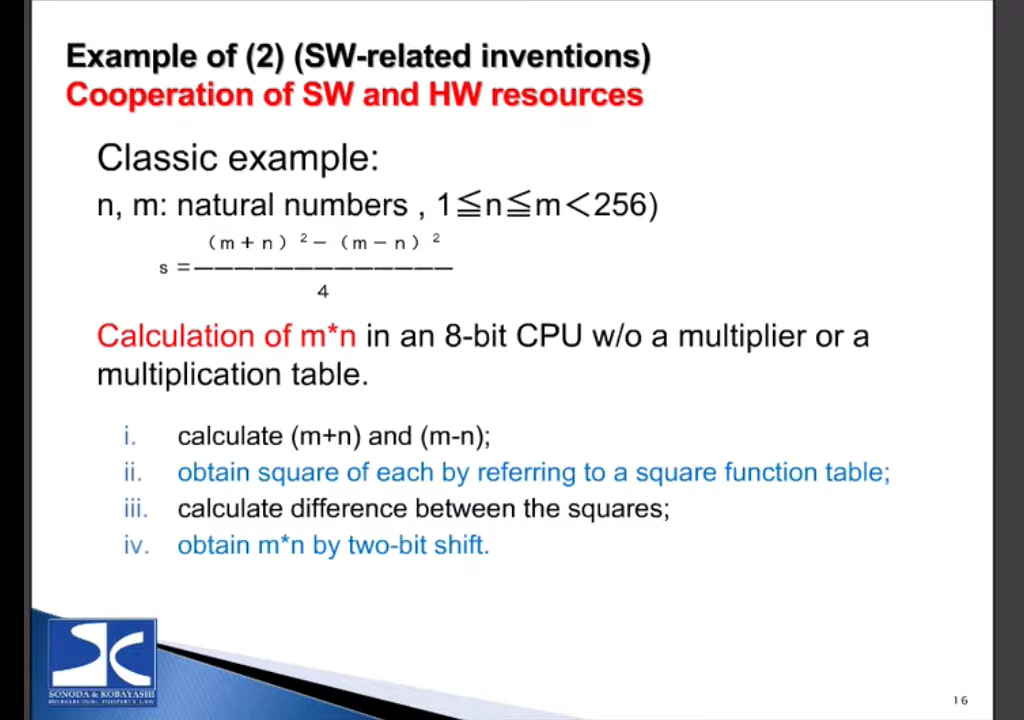 Example of (2) (SW-related inventions)
Cooperation of SW and HW resources
Classic example:
n, m: natural numbers , 1≦n≦m＜256)
（m＋n）²－（m－n）²
s ＝―――――――――――――
4
Calculation of m*n in an 8-bit CPU w/o a multiplier or a
multiplication table.
i. calculate (m+n) and (m-n);
ii. obtain square of each by referring to a square function table;
iii. calculate difference between the squares;
iv. obtain m*n by two-bit shift.
SONODA & KOBAYASHI
INTELLECTUAL PROPERTY LAW
16